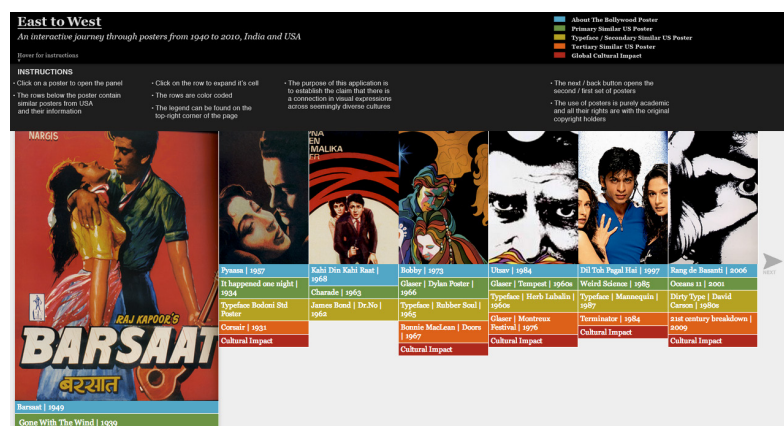 East to West
An interactive journey through posters from 1940 to 2010, India and USA
Hover for instructions
About The Bollywood Poster
Primary Similar US Poster
Typeface / Secondary Similar US Poster
Tertiary Similar US Poster
Global Cultural Impact
INSTRUCTIONS
· Click on a poster to open the panel
· The rows below the poster contain
similar posters from USA
and their information
· Click on the row to expand it's cell
· The rows are color coded
· The legend can be found on the
top-right corner of the page
· The purpose of this application is
to establish the claim that there is
a connection in visual expressions
across seemingly diverse cultures
· The next / back button opens the
second / first set of posters
· The use of posters is purely academic
and all their rights are with the original
copyright holders
NARGIS
RAJ KAPOOR'S
BARSAAT
बरसात
Barsaat | 1949
Gone With The Wind | 1939
Pyaasa | 1957
It happened one night |
1934
Typeface Bodoni Std
Poster
Corsair | 1931
Cultural Impact
NA
EN
MALIKA
ER
Kahi Din Kahi Raat |
1968
Charade | 1963
James Bond | Dr.No |
1962
Bobby | 1973
Glaser | Dylan Poster |
1966
Typeface | Rubber Soul |
1965
Bonnie MacLean | Doors
| 1967
Cultural Impact
Utsav | 1984
Glaser | Tempest | 1960s
Typeface | Herb Lubalin |
1960s
Glaser | Montreux
Festival | 1976
Cultural Impact
Dil Toh Pagal Hai | 1997
Weird Science | 1985
Typeface | Mannequin |
1987
Terminator | 1984
Cultural Impact
Rang de Basanti | 2006
Oceans 11 | 2001
Dirty Type | David
Carson | 1980s
21st century breakdown |
2009
Cultural Impact
NEXT